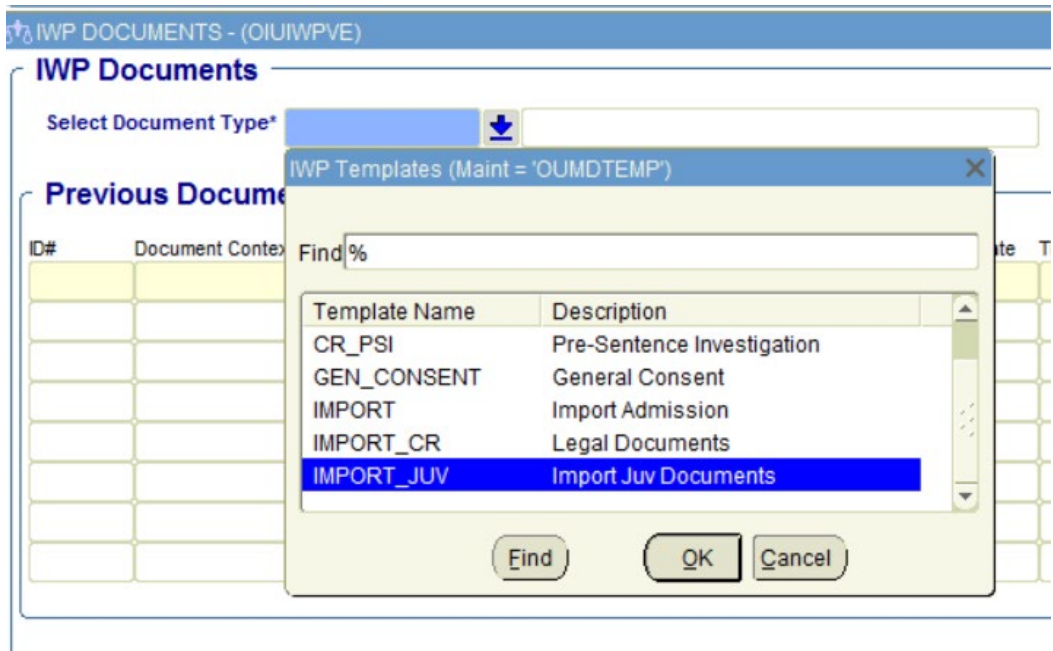 IWP DOCUMENTS - (OIUIWPVE)
IWP Documents
Select Document Type*
IWP Templates (Maint = 'OUMDTEMP')
Previous Docume
ID# Document Contex
Find %
Template Name Description
CR_PSI Pre-Sentence Investigation
GEN_CONSENT General Consent
IMPORT Import Admission
IMPORT_CR Legal Documents
IMPORT_JUV Import Juv Documents
Find OK Cancel